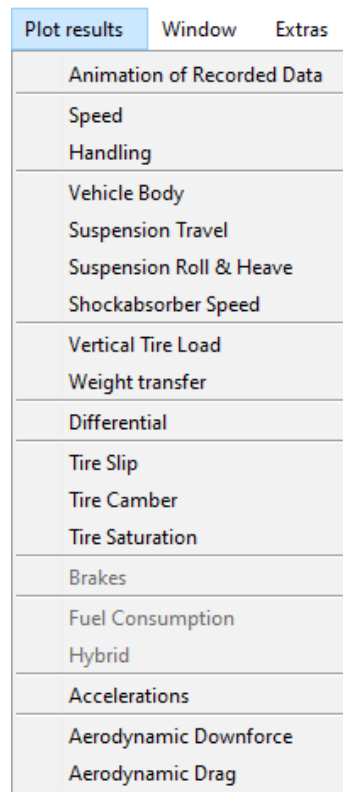 Plot results Window Extras
Animation of Recorded Data
Speed
Handling
Vehicle Body
Suspension Travel
Suspension Roll & Heave
Shockabsorber Speed
Vertical Tire Load
Weight transfer
Differential
Tire Slip
Tire Camber
Tire Saturation
Brakes
Fuel Consumption
Hybrid
Accelerations
Aerodynamic Downforce
Aerodynamic Drag